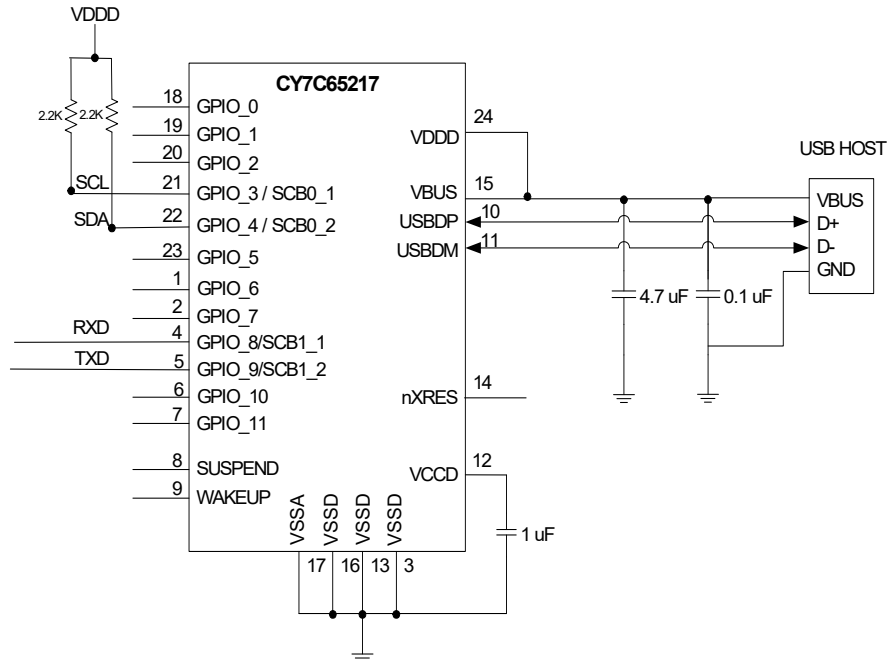 VDDD
CY7C65217
2.2K 2.2K
SCL
SDA
RXD
TXD
18 GPIO_0
19 GPIO_1
20 GPIO_2
21 GPIO_3 / SCB0_1
22 GPIO_4 / SCB0_2
23 GPIO_5
1 GPIO_6
2 GPIO_7
4 GPIO_8/SCB1_1
5 GPIO_9/SCB1_2
6 GPIO_10
7 GPIO_11
8 SUSPEND
9 WAKEUP
VDDD 24
VBUS 15
USBDP 10
USBDM 11
nXRES 14
VCCD 12
VSSA
VSSD
VSSD
VSSD
17 16 13 3
1 uF
4.7 uF
0.1 uF
USB HOST
VBUS
D+
D-
GND